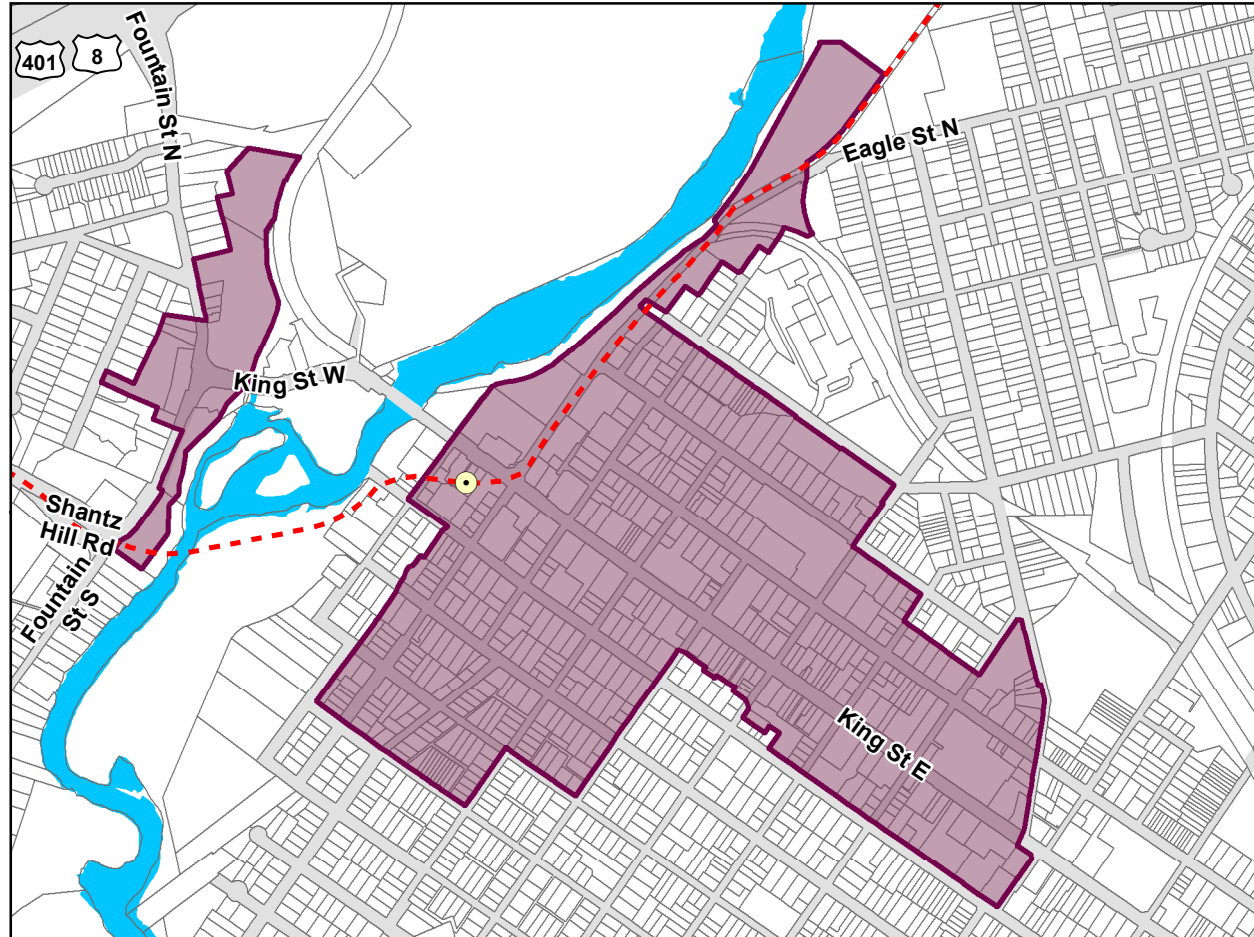 401
8
Fountain St N
Eagle St N
King St W
Shantz
Hill Rd
Fountain
St S
King St E